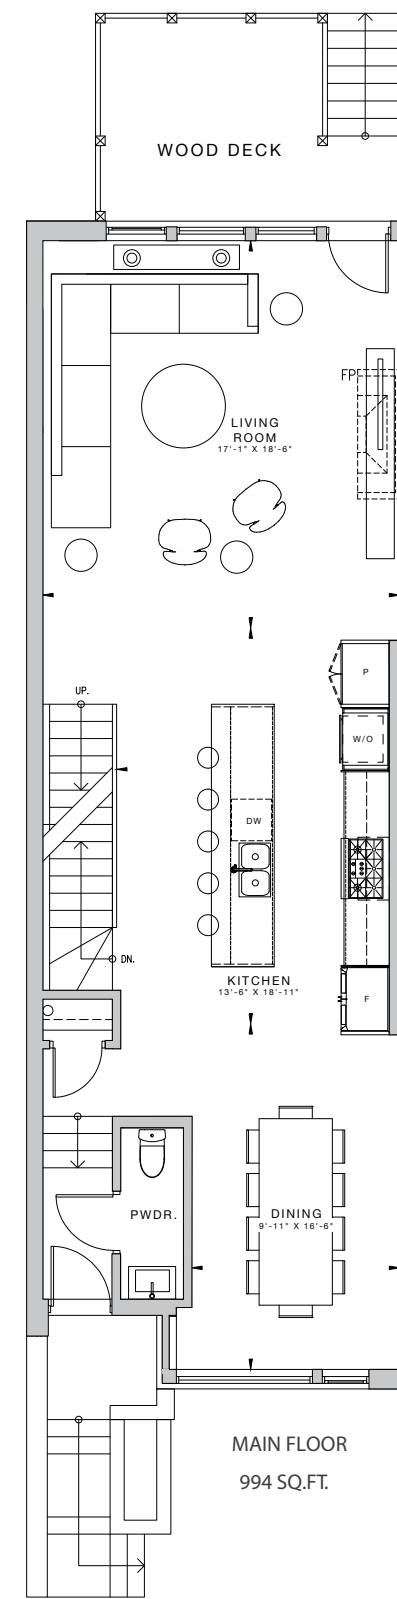 WOOD DECK
FP
LIVING
ROOM
17'-1" X 18'-6"
P
UP.
W/O
DW
DN.
KITCHEN
13'-6" X 18'-11"
F
PWDR.
DINING
9'-11" X 16'-6"
MAIN FLOOR
994 SQ.FT.